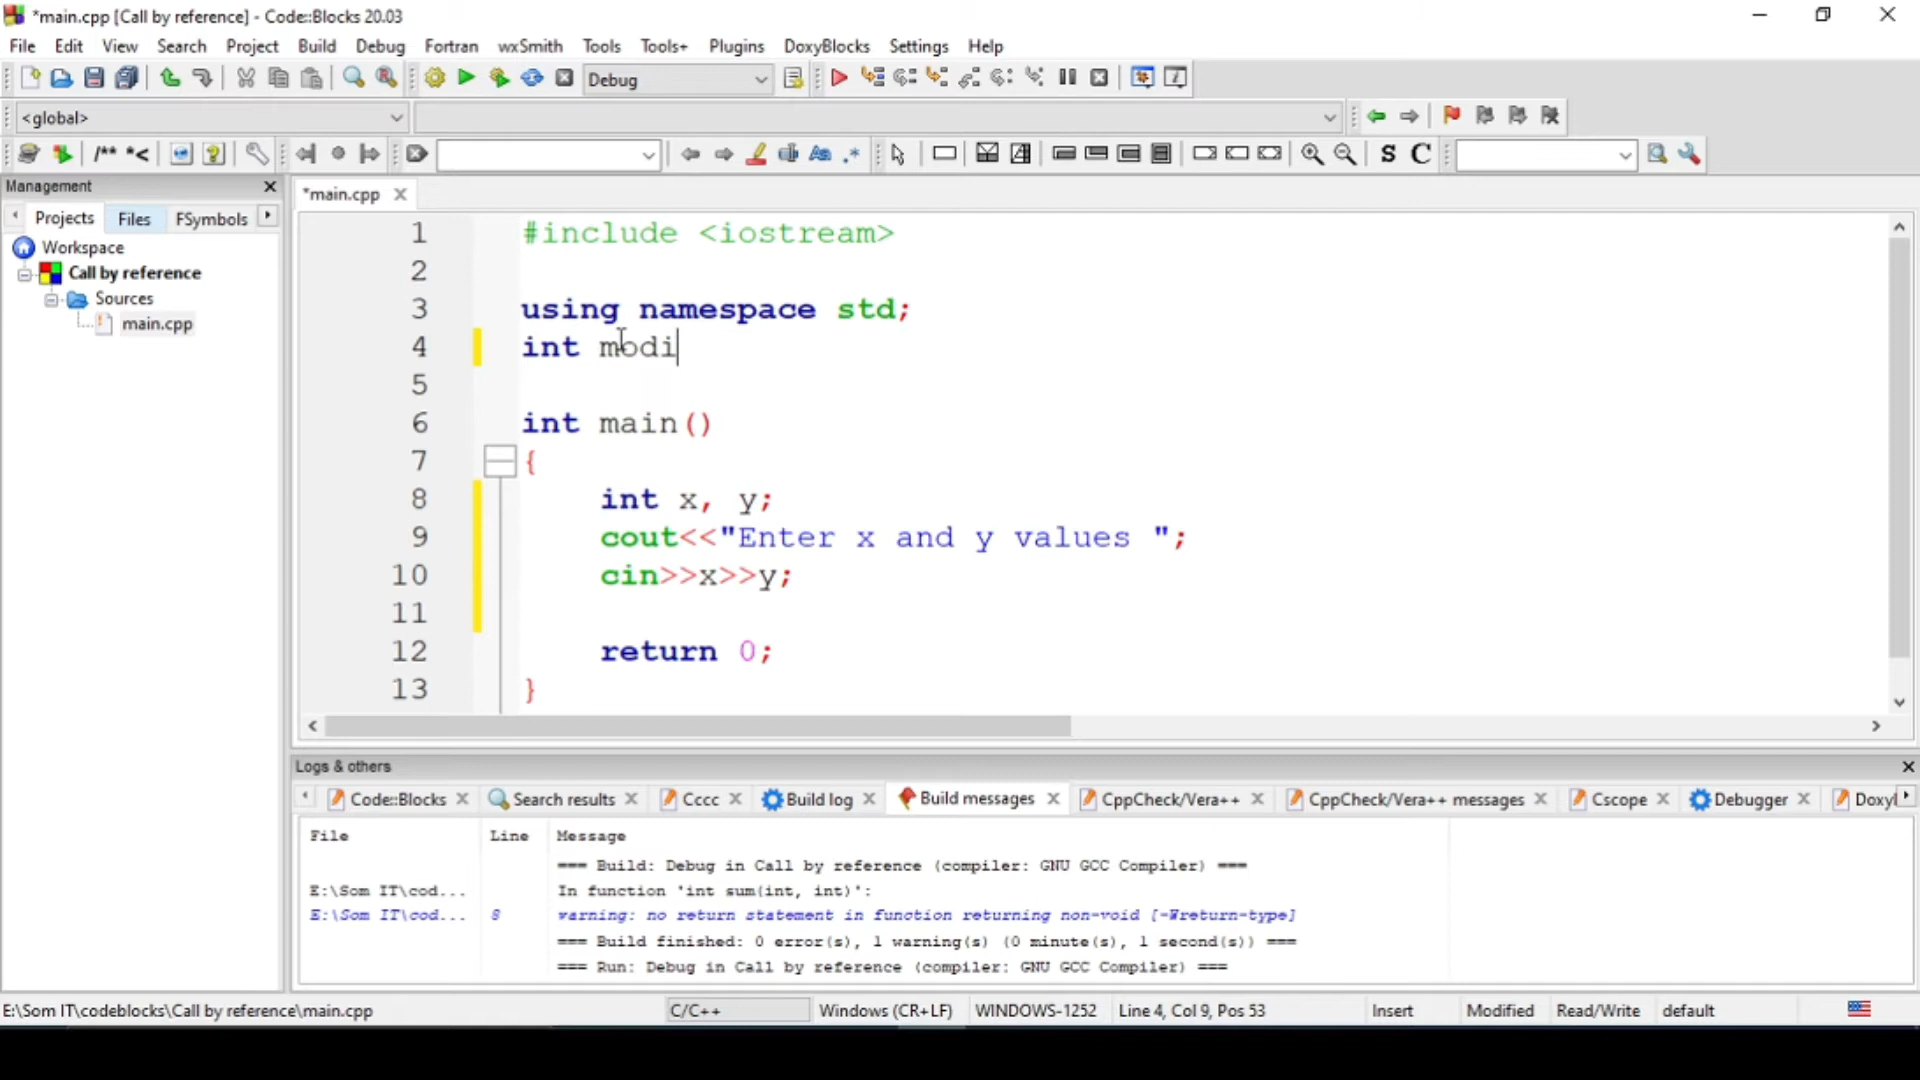 *main.cpp [Call by reference] - Code::Blocks 20.03
File Edit View Search Project Build Debug Fortran wxSmith Tools Tools+ Plugins DoxyBlocks Settings Help
Debug
<global>
/** *< S C
Management
*main.cpp
Projects Files FSymbols
Workspace
Call by reference
Sources
main.cpp
1 #include <iostream>
2
3 using namespace std;
4 int modi
5
6 int main()
7 {
8 int x, y;
9 cout<<"Enter x and y values ";
10 cin>>x>>y;
11
12 return 0;
13 }
Logs & others
Code::Blocks Search results Cccc Build log Build messages CppCheck/Vera++ CppCheck/Vera++ messages Cscope Debugger Doxyl
File Line Message
=== Build: Debug in Call by reference (compiler: GNU GCC Compiler) ===
E:\Som IT\cod... In function 'int sum(int, int)':
E:\Som IT\cod... 8 warning: no return statement in function returning non-void [-Wreturn-type]
=== Build finished: 0 error(s), 1 warning(s) (0 minute(s), 1 second(s)) ===
=== Run: Debug in Call by reference (compiler: GNU GCC Compiler) ===
E:\Som IT\codeblocks\Call by reference\main.cpp C/C++ Windows (CR+LF) WINDOWS-1252 Line 4, Col 9, Pos 53 Insert Modified Read/Write default